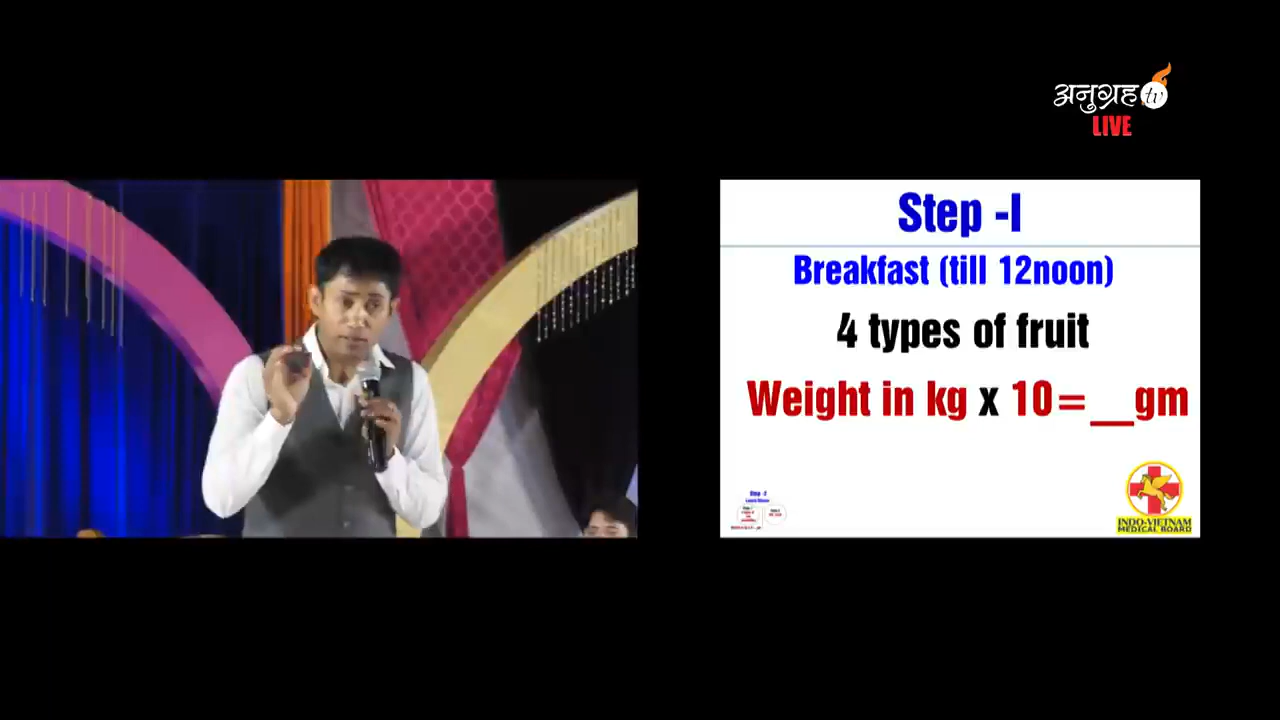 अनुग्रह tv
LIVE
Step -I
Breakfast (till 12noon)
4 types of fruit
Weight in kg x 10=__gm
INDO-VIETNAM
MEDICAL BOARD